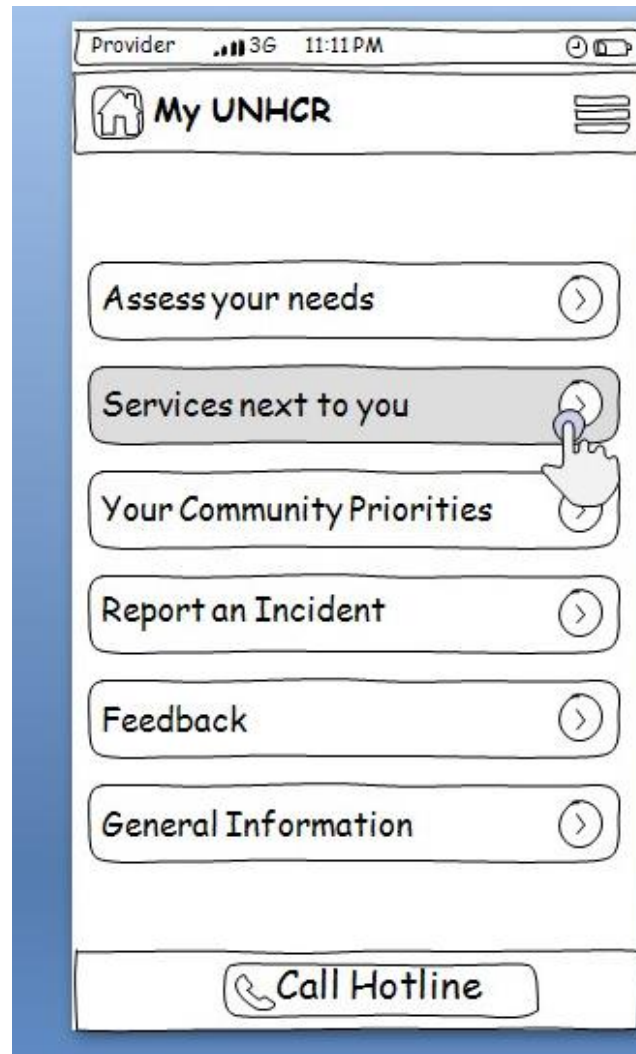 Provider 3G 11:11 PM
My UNHCR
Assess your needs
Services next to you
Your Community Priorities
Report an Incident
Feedback
General Information
Call Hotline